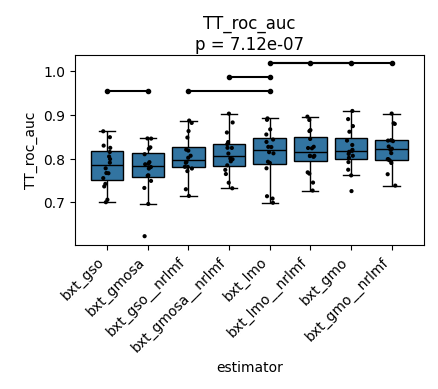 TT_roc_auc
p = 7.12e-07
TT_roc_auc
1.0
0.9
0.8
0.7
bxt_gso
bxt_gmosa
bxt_gso__nrlmf
bxt_gmosa__nrlmf
bxt_lmo
bxt_lmo__nrlmf
bxt_gmo
bxt_gmo__nrlmf
estimator